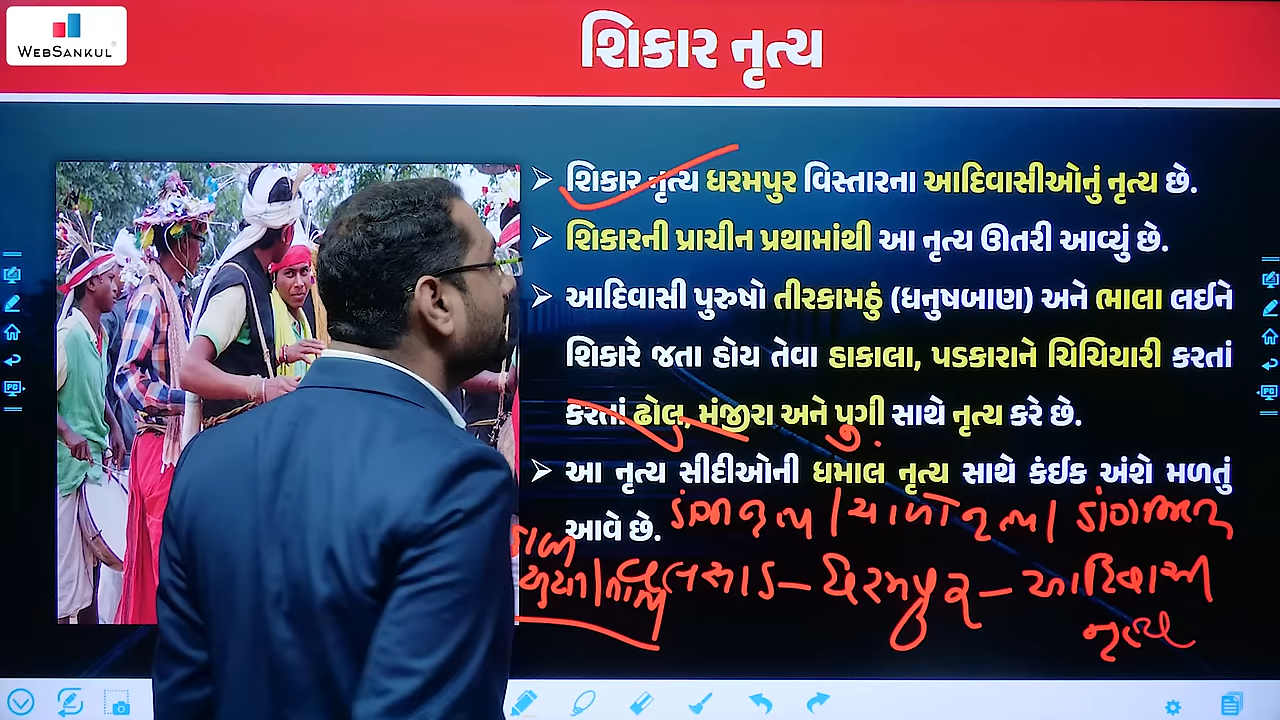 WEBSANKUL
શિકાર નૃત્ય
➢ શિકાર નૃત્ય ધરમપુર વિસ્તારના આદિવાસીઓનું નૃત્ય છે.
➢ શિકારની પ્રાચીન પ્રથામાંથી આ નૃત્ય ઊતરી આવ્યું છે.
➢ આદિવાસી પુરુષો તીરકામઠું (ધનુષબાણ) અને ભાલા લઈને
શિકારે જતા હોય તેવા હાકાલા, પડકારાને ચિચિયારી કરતાં
કરતાં ઢોલ, મંજીરા અને પુગી સાથે નૃત્ય કરે છે.
➢ આ નૃત્ય સીદીઓની ધમાલ નૃત્ય સાથે કંઈક અંશે મળતું
આવે છે.
નૃત્ય | ચાળો નૃત્ય |
વલસાડ – ધરમપુર – આદિવાસી
નૃત્ય